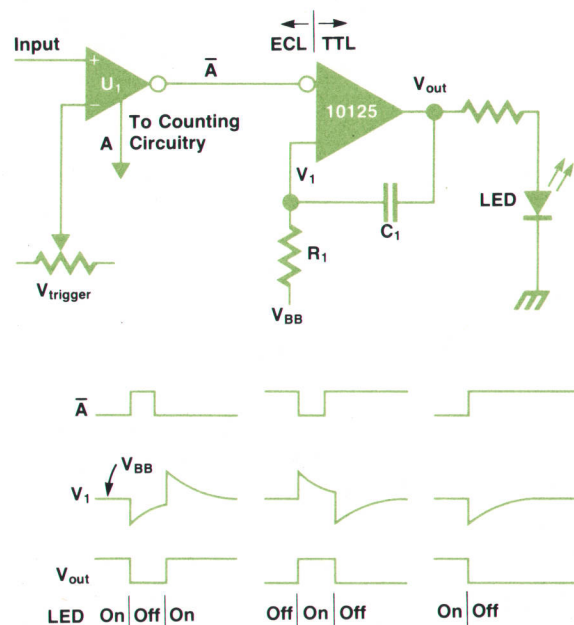 ECL TTL
Input
+
U1
−
A̅
10125
Vout
To Counting
Circuitry
A
V1
LED
C1
R1
Vtrigger
VBB
A̅
VBB
V1
Vout
LED On Off On Off On Off On Off